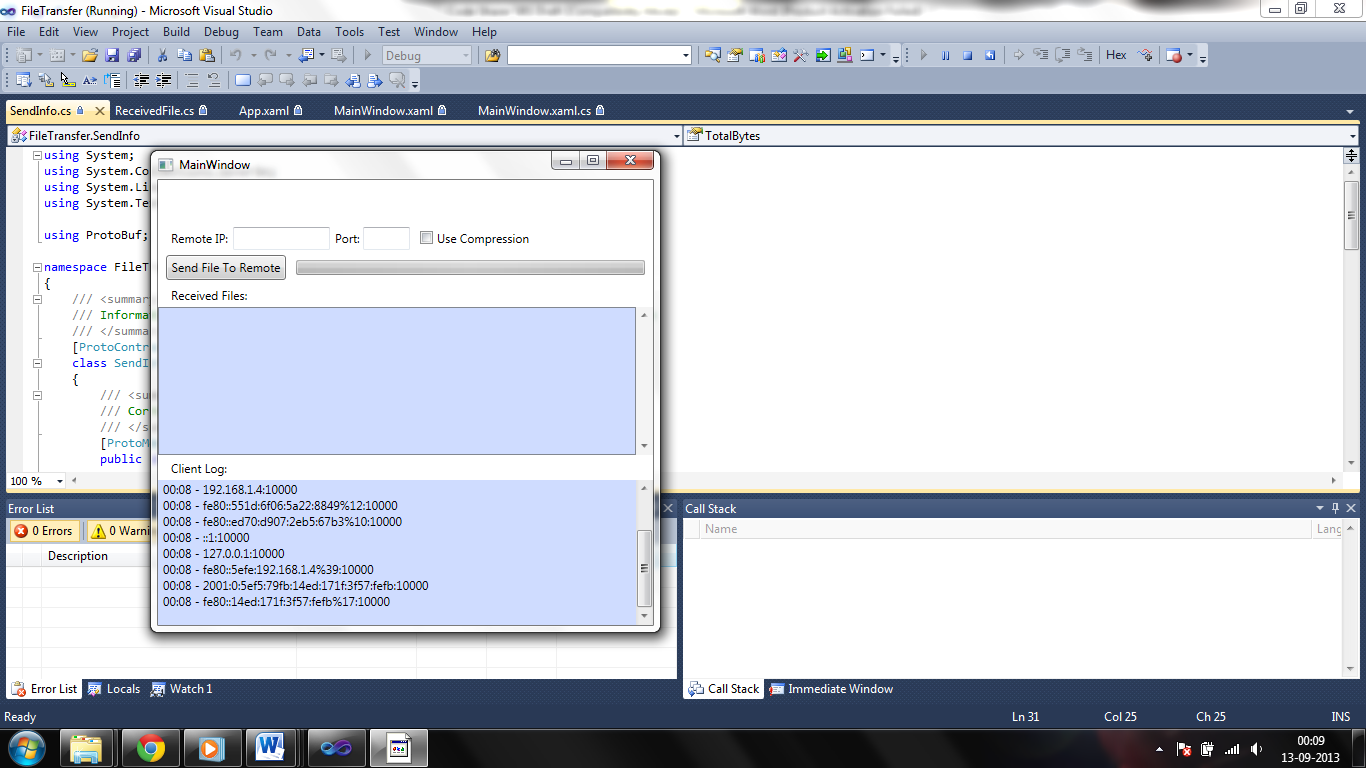 FileTransfer (Running) - Microsoft Visual Studio
File Edit View Project Build Debug Team Data Tools Test Window Help
Debug
Hex
SendInfo.cs ReceivedFile.cs App.xaml MainWindow.xaml MainWindow.xaml.cs
FileTransfer.SendInfo TotalBytes
using System;
using System.Co
using System.Li
using System.Te
using ProtoBuf;
namespace FileT
{
/// <summar
/// Informa
/// </summa
[ProtoContr
class SendI
{
/// <su
/// Cor
/// </s
[ProtoM
public
100 %
MainWindow
Remote IP: Port: Use Compression
Send File To Remote
Received Files:
Client Log:
00:08 - 192.168.1.4:10000
00:08 - fe80::551d:6f06:5a22:8849%12:10000
00:08 - fe80::ed70:d907:2eb5:67b3%10:10000
00:08 - ::1:10000
00:08 - 127.0.0.1:10000
00:08 - fe80::5efe:192.168.1.4%39:10000
00:08 - 2001:0:5ef5:79fb:14ed:171f:3f57:fefb:10000
00:08 - fe80::14ed:171f:3f57:fefb%17:10000
Error List
0 Errors 0 Warni
Description
Call Stack
Name Lang
Error List Locals Watch 1
Call Stack Immediate Window
Ready Ln 31 Col 25 Ch 25 INS
00:09
13-09-2013